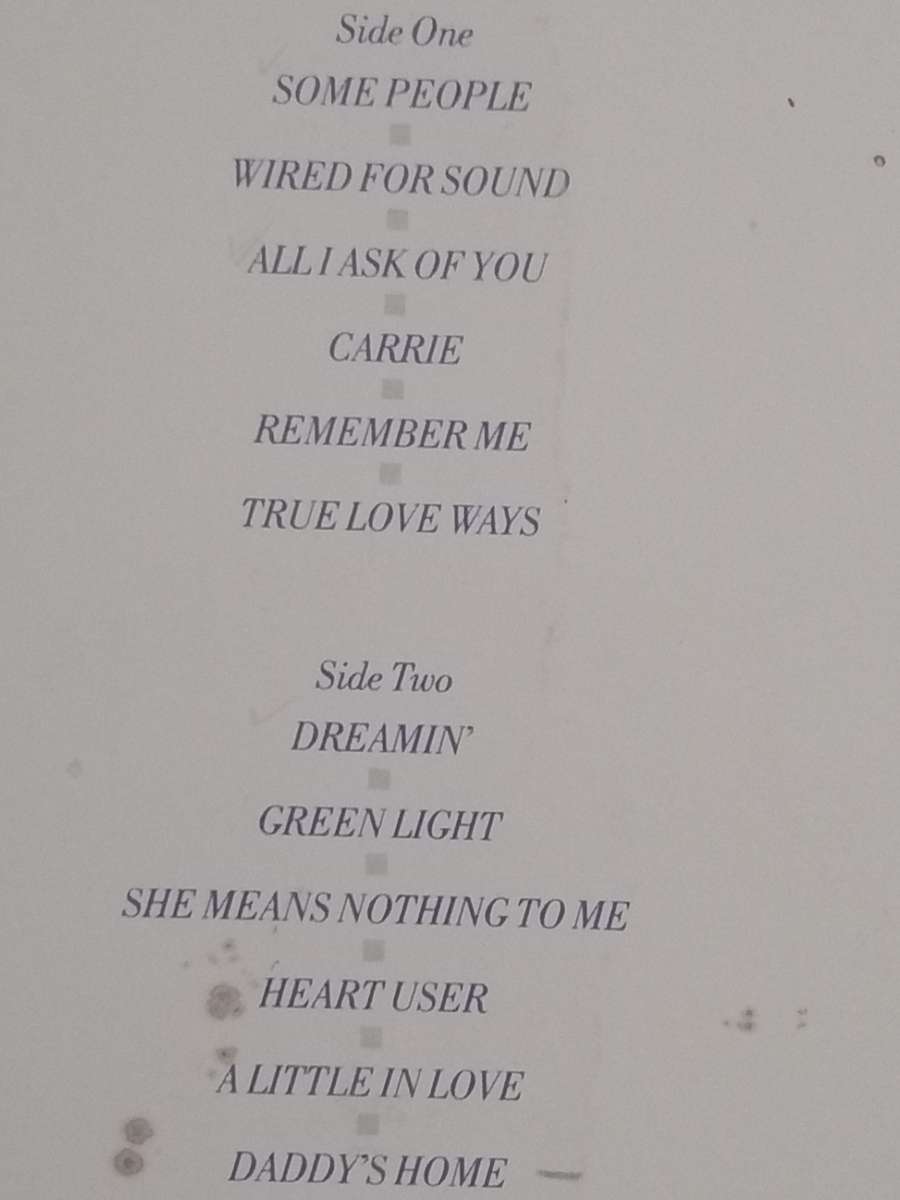 Side One
SOME PEOPLE
WIRED FOR SOUND
ALL I ASK OF YOU
CARRIE
REMEMBER ME
TRUE LOVE WAYS
Side Two
DREAMIN'
GREEN LIGHT
SHE MEANS NOTHING TO ME
HEART USER
A LITTLE IN LOVE
DADDY'S HOME